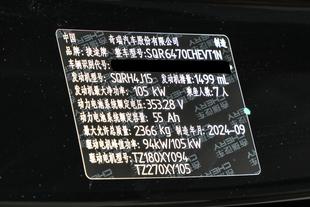 中国 奇瑞汽车股份有限公司 制造
品牌:捷途牌 整车型号:SQR6470CHEVT1N
车辆识别代号:
发动机型号:SQRH4J15 发动机排量:1499 mL
发动机最大净功率: 105 kW 乘坐人数:7人
动力电池系统额定电压:353.28 V
动力电池系统额定容量:55 Ah
最大允许总质量:2366 kg 制造年月:2024-09
驱动电机峰值功率:94kW/105 kW
驱动电机型号:TZ180XY094
TZ270XY105